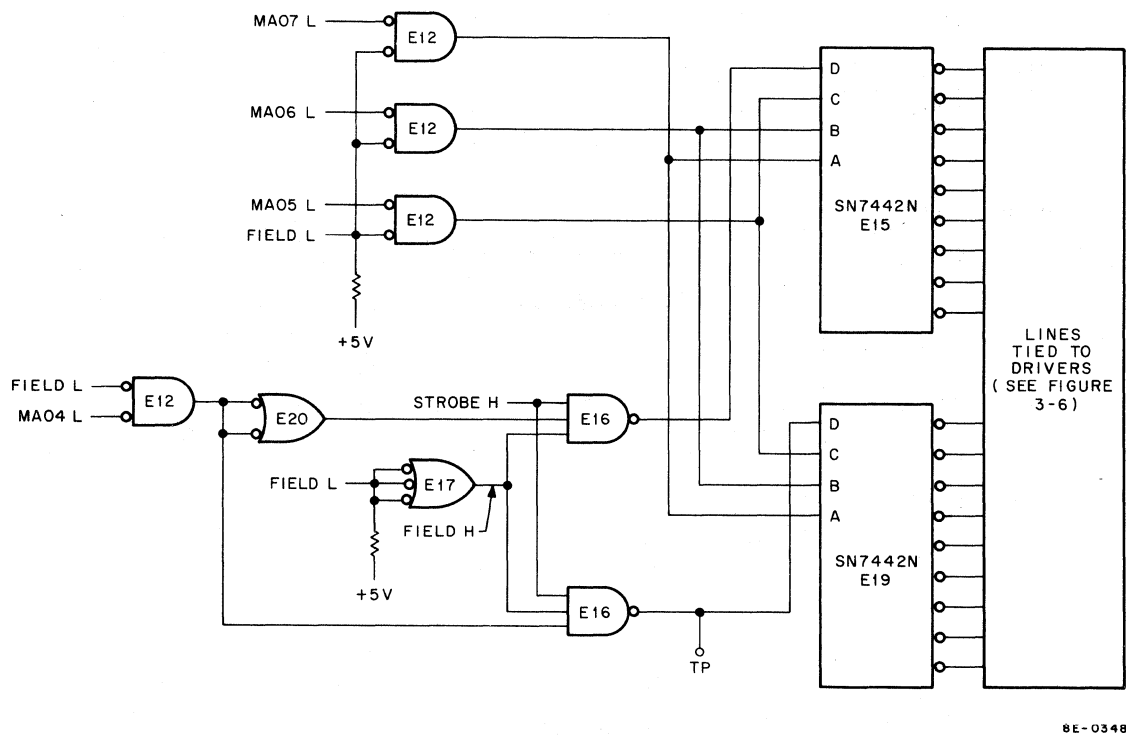 MA07 L
E12
D
C
MA06 L
E12
B
A
MA05 L
E12
SN7442N
E15
FIELD L
+5V
LINES
TIED TO
DRIVERS
( SEE FIGURE
3-6)
FIELD L
E12
MA04 L
STROBE H
E20
E16
D
C
FIELD L
E17
B
FIELD H
A
SN7442N
E19
+5V
E16
TP
8E-0348